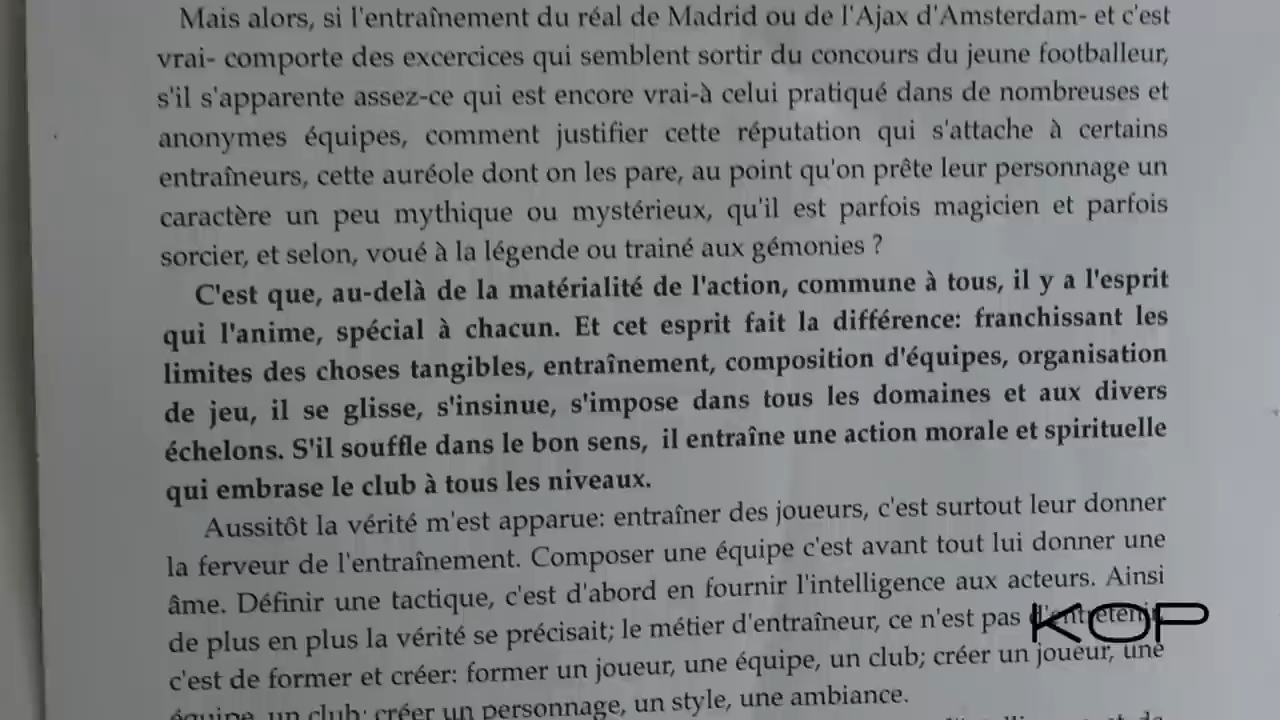 Mais alors, si l'entraînement du réal de Madrid ou de l'Ajax d'Amsterdam- et c'est
vrai- comporte des excercices qui semblent sortir du concours du jeune footballeur,
s'il s'apparente assez-ce qui est encore vrai-à celui pratiqué dans de nombreuses et
anonymes équipes, comment justifier cette réputation qui s'attache à certains
entraîneurs, cette auréole dont on les pare, au point qu'on prête leur personnage un
caractère un peu mythique ou mystérieux, qu'il est parfois magicien et parfois
sorcier, et selon, voué à la légende ou trainé aux gémonies ?
C'est que, au-delà de la matérialité de l'action, commune à tous, il y a l'esprit
qui l'anime, spécial à chacun. Et cet esprit fait la différence: franchissant les
limites des choses tangibles, entraînement, composition d'équipes, organisation
de jeu, il se glisse, s'insinue, s'impose dans tous les domaines et aux divers
échelons. S'il souffle dans le bon sens, il entraîne une action morale et spirituelle
qui embrase le club à tous les niveaux.
Aussitôt la vérité m'est apparue: entraîner des joueurs, c'est surtout leur donner
la ferveur de l'entraînement. Composer une équipe c'est avant tout lui donner une
âme. Définir une tactique, c'est d'abord en fournir l'intelligence aux acteurs. Ainsi
de plus en plus la vérité se précisait; le métier d'entraîneur, ce n'est pas
KOP
c'est de former et créer: former un joueur, une équipe, un club; créer un joueur, une
équipe, un club; créer un personnage, un style, une ambiance.